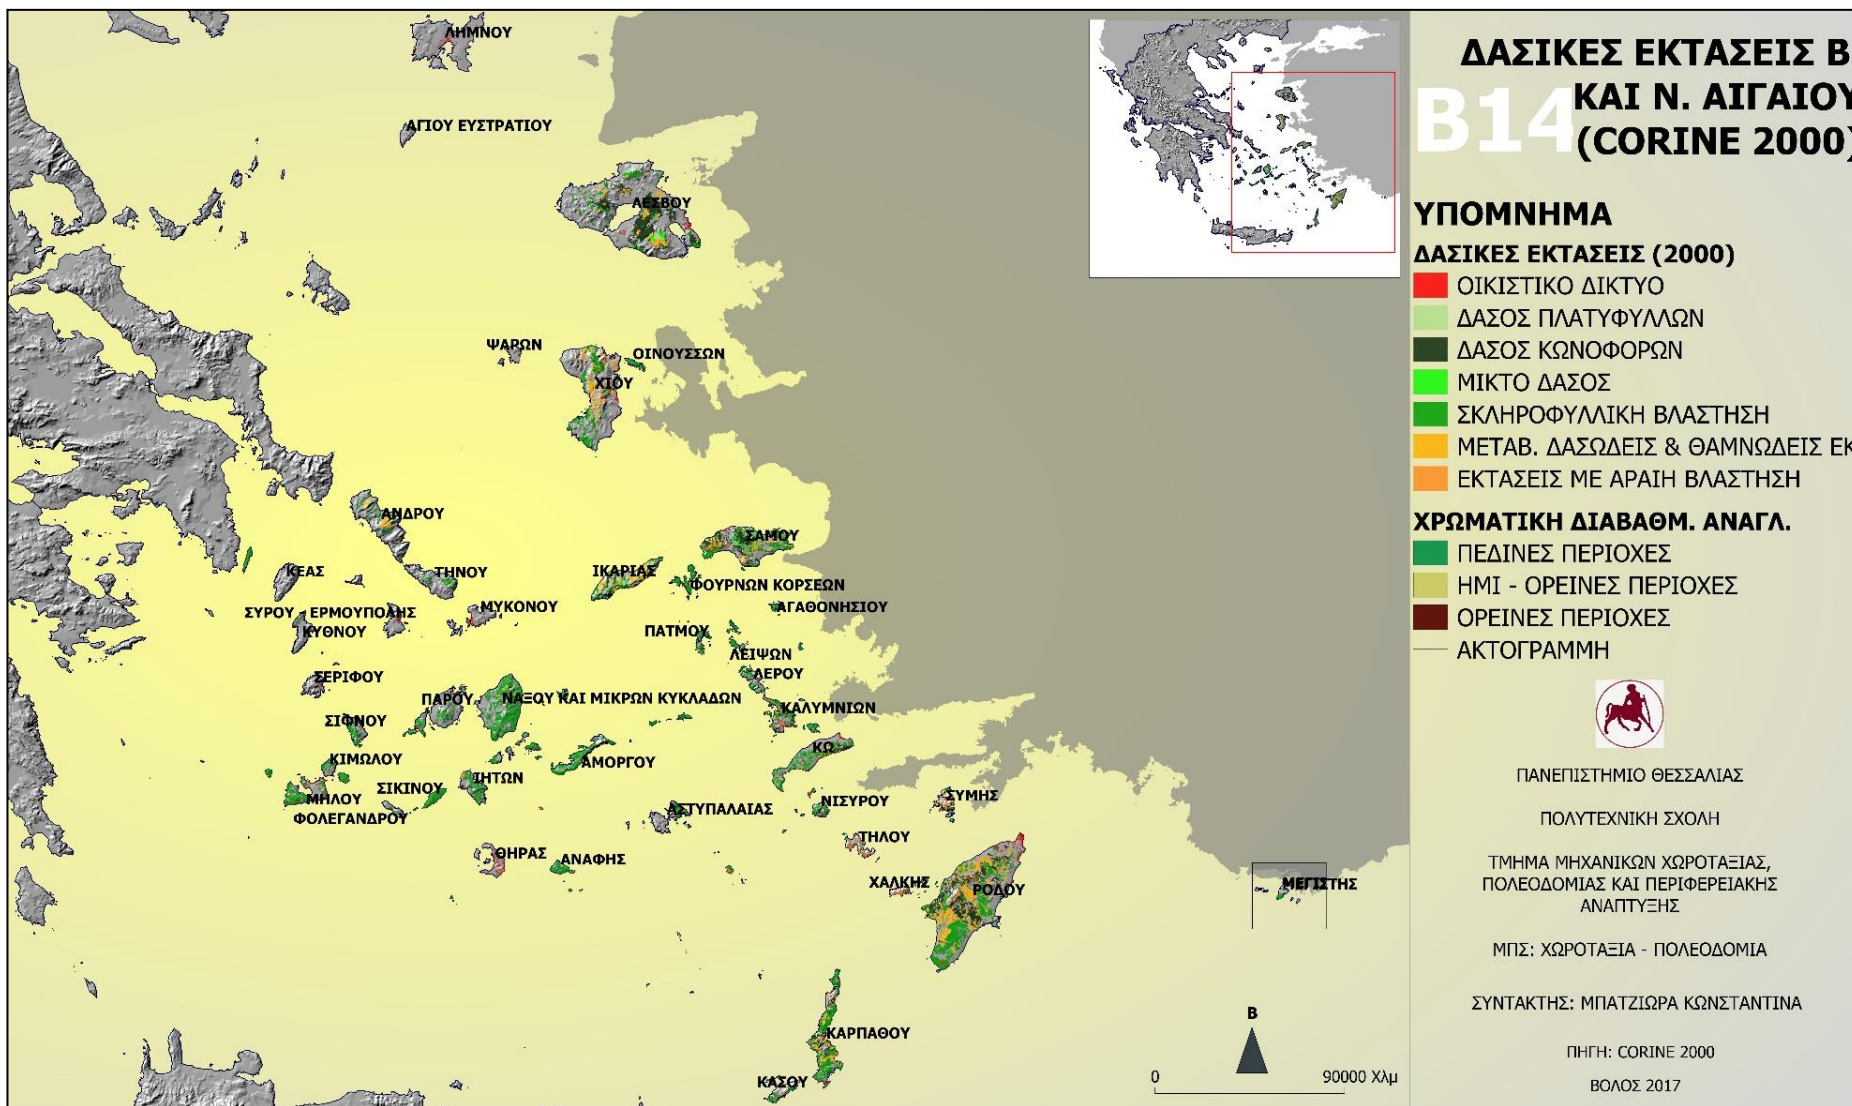 ΔΑΣΙΚΕΣ ΕΚΤΑΣΕΙΣ Β
Β14 ΚΑΙ Ν. ΑΙΓΑΙΟΥ
(CORINE 2000)
ΥΠΟΜΝΗΜΑ
ΔΑΣΙΚΕΣ ΕΚΤΑΣΕΙΣ (2000)
ΟΙΚΙΣΤΙΚΟ ΔΙΚΤΥΟ
ΔΑΣΟΣ ΠΛΑΤΥΦΥΛΛΩΝ
ΔΑΣΟΣ ΚΩΝΟΦΟΡΩΝ
ΜΙΚΤΟ ΔΑΣΟΣ
ΣΚΛΗΡΟΦΥΛΛΙΚΗ ΒΛΑΣΤΗΣΗ
ΜΕΤΑΒ. ΔΑΣΩΔΕΙΣ & ΘΑΜΝΩΔΕΙΣ ΕΚ
ΕΚΤΑΣΕΙΣ ΜΕ ΑΡΑΙΗ ΒΛΑΣΤΗΣΗ
ΧΡΩΜΑΤΙΚΗ ΔΙΑΒΑΘΜ. ΑΝΑΓΛ.
ΠΕΔΙΝΕΣ ΠΕΡΙΟΧΕΣ
ΗΜΙ - ΟΡΕΙΝΕΣ ΠΕΡΙΟΧΕΣ
ΟΡΕΙΝΕΣ ΠΕΡΙΟΧΕΣ
ΑΚΤΟΓΡΑΜΜΗ
ΠΑΝΕΠΙΣΤΗΜΙΟ ΘΕΣΣΑΛΙΑΣ
ΠΟΛΥΤΕΧΝΙΚΗ ΣΧΟΛΗ
ΤΜΗΜΑ ΜΗΧΑΝΙΚΩΝ ΧΩΡΟΤΑΞΙΑΣ,
ΠΟΛΕΟΔΟΜΙΑΣ ΚΑΙ ΠΕΡΙΦΕΡΕΙΑΚΗΣ
ΑΝΑΠΤΥΞΗΣ
ΜΠΣ: ΧΩΡΟΤΑΞΙΑ - ΠΟΛΕΟΔΟΜΙΑ
ΣΥΝΤΑΚΤΗΣ: ΜΠΑΤΖΙΩΡΑ ΚΩΝΣΤΑΝΤΙΝΑ
ΠΗΓΗ: CORINE 2000
ΒΟΛΟΣ 2017
ΛΗΜΝΟΥ
ΑΓΙΟΥ ΕΥΣΤΡΑΤΙΟΥ
ΛΕΣΒΟΥ
ΨΑΡΩΝ
ΟΙΝΟΥΣΣΩΝ
ΧΙΟΥ
ΑΝΔΡΟΥ
ΣΑΜΟΥ
ΚΕΑΣ
ΤΗΝΟΥ
ΙΚΑΡΙΑΣ
ΦΟΥΡΝΩΝ ΚΟΡΣΕΩΝ
ΣΥΡΟΥ - ΕΡΜΟΥΠΟΛΗΣ
ΜΥΚΟΝΟΥ
ΑΓΑΘΟΝΗΣΙΟΥ
ΚΥΘΝΟΥ
ΠΑΤΜΟΥ
ΛΕΙΨΩΝ
ΣΕΡΙΦΟΥ
ΛΕΡΟΥ
ΠΑΡΟΥ
ΝΑΞΟΥ ΚΑΙ ΜΙΚΡΩΝ ΚΥΚΛΑΔΩΝ
ΣΙΦΝΟΥ
ΚΑΛΥΜΝΙΩΝ
ΚΩ
ΚΙΜΩΛΟΥ
ΑΜΟΡΓΟΥ
ΙΗΤΩΝ
ΣΙΚΙΝΟΥ
ΜΗΛΟΥ
ΦΟΛΕΓΑΝΔΡΟΥ
ΑΣΤΥΠΑΛΑΙΑΣ
ΝΙΣΥΡΟΥ
ΣΥΜΗΣ
ΤΗΛΟΥ
ΘΗΡΑΣ
ΑΝΑΦΗΣ
ΧΑΛΚΗΣ
ΡΟΔΟΥ
ΜΕΓΙΣΤΗΣ
ΚΑΡΠΑΘΟΥ
ΚΑΣΟΥ
Β
0 90000 Χλμ